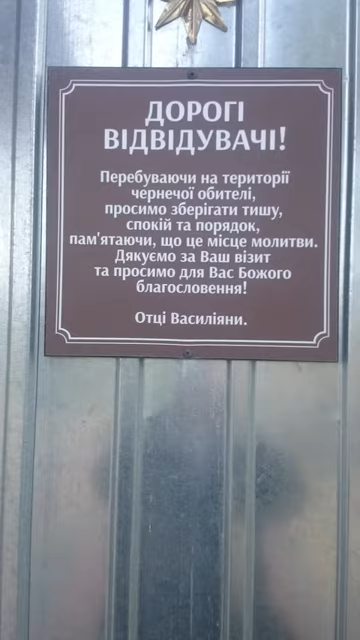 ДОРОГІ
ВІДВІДУВАЧІ!
Перебуваючи на території
чернечої обителі,
просимо зберігати тишу,
спокій та порядок,
пам'ятаючи, що це місце молитви.
Дякуємо за Ваш візит
та просимо для Вас Божого
благословення!
Отці Василіяни.